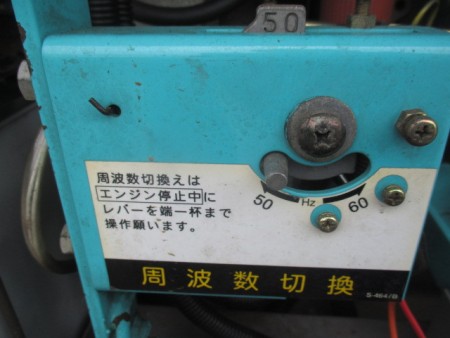 50
周波数切換えは
エンジン停止中に
レバーを端一杯まで
操作願います。
50 Hz 60
周波数切換